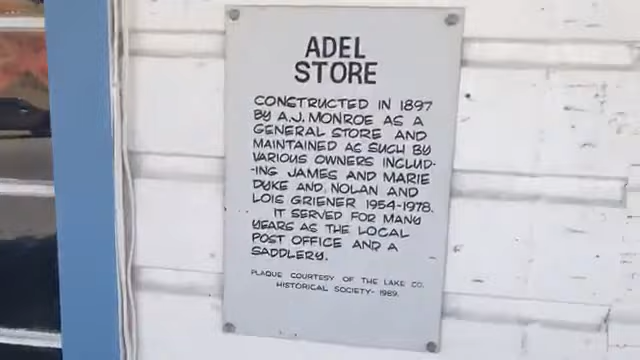 ADEL
STORE
CONSTRUCTED IN 1897
BY A.J. MONROE AS A
GENERAL STORE AND
MAINTAINED AS SUCH BY
VARIOUS OWNERS INCLUD-
-ING JAMES AND MARIE
DUKE AND NOLAN AND
LOIS GRIENER 1954-1978.
IT SERVED FOR MANY
YEARS AS THE LOCAL
POST OFFICE AND A
SADDLERY.
PLAQUE COURTESY OF THE LAKE CO.
HISTORICAL SOCIETY-1989.